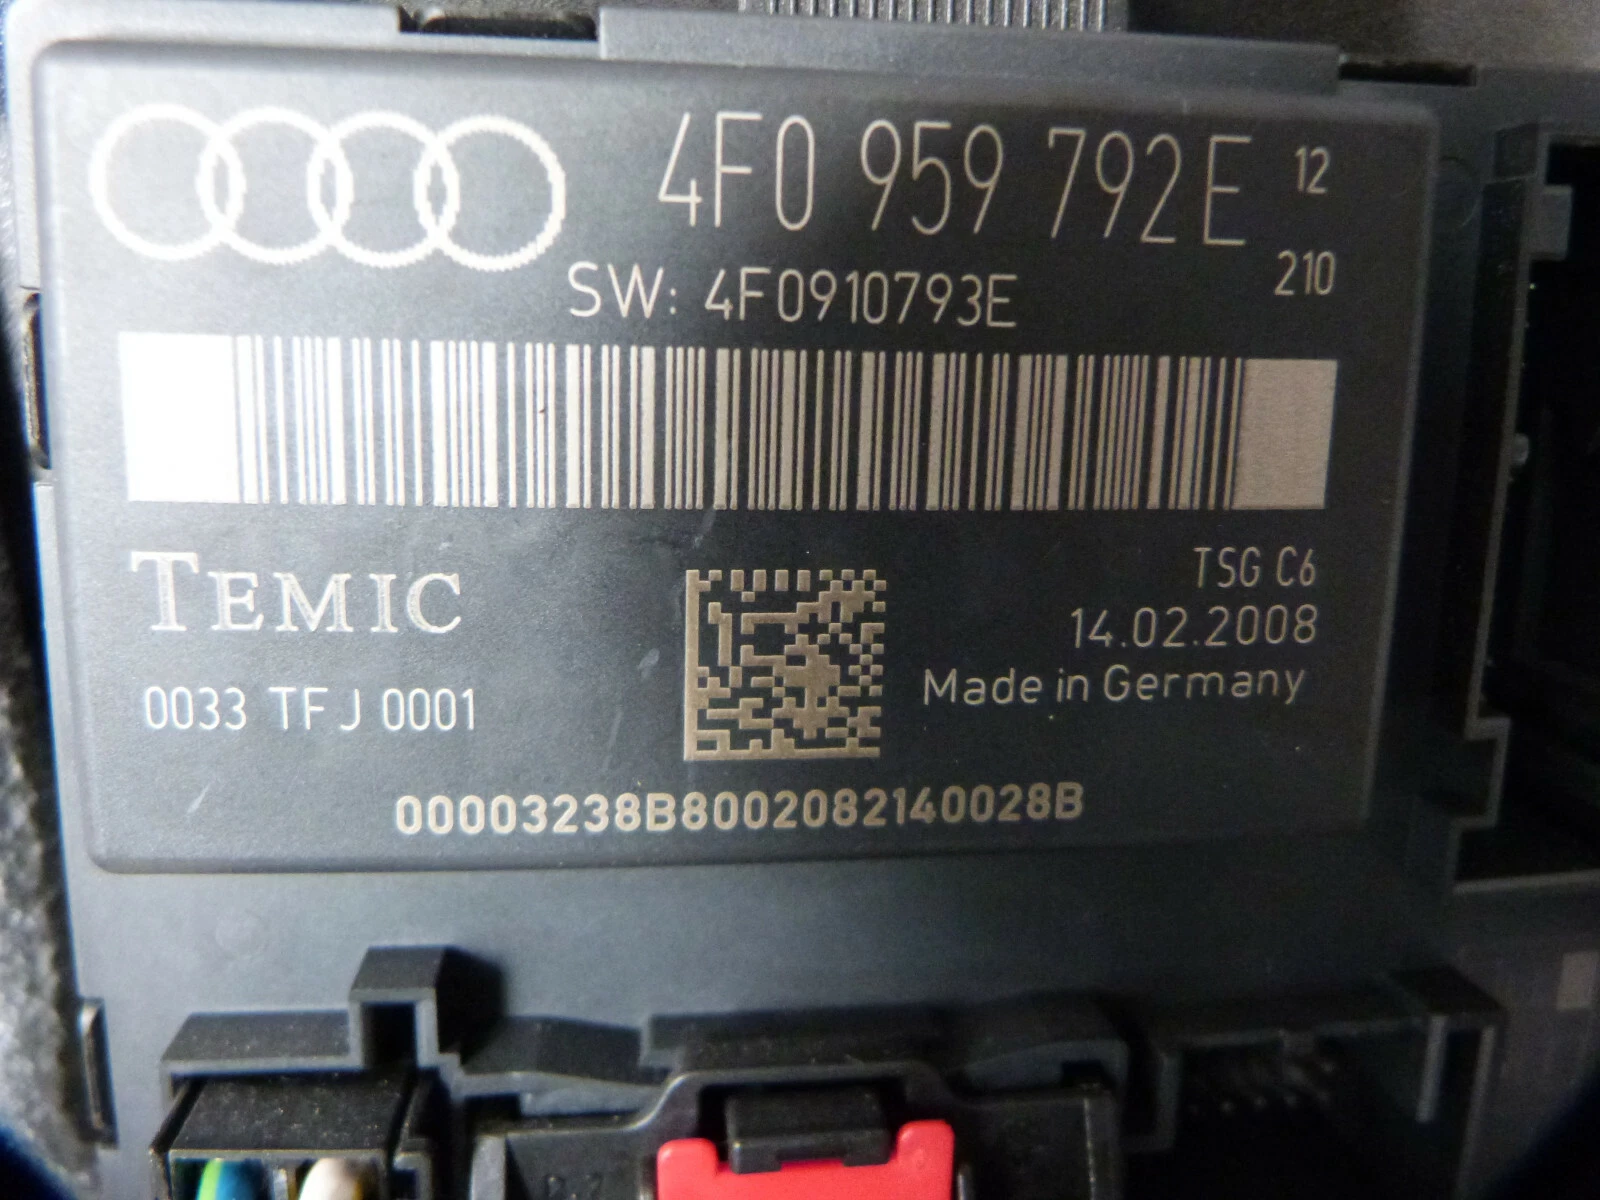 4F0 959 792E 12
SW: 4F0910793E 210
TEMIC
TSG C6
14.02.2008
Made in Germany
0033 TFJ 0001
00003238B8002082140028B